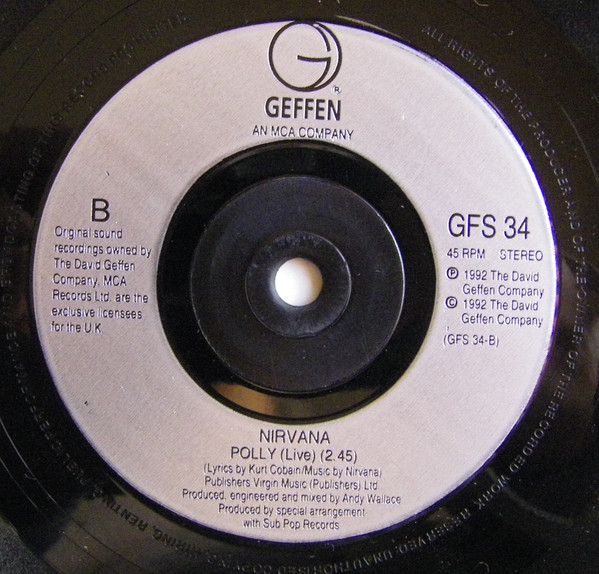 GEFFEN
AN MCA COMPANY
B
Original sound
recordings owned by
The David Geffen
Company, MCA
Records Ltd. are the
exclusive licensees
for the U.K
GFS 34
45 RPM STEREO
Ⓟ 1992 The David
Geffen Company
© 1992 The David
Geffen Company
(GFS 34-B)
NIRVANA
POLLY (Live) (2.45)
(Lyrics by Kurt Cobain/Music by Nirvana)
Publishers Virgin Music (Publishers) Ltd
Produced, engineered and mixed by Andy Wallace
Produced by special arrangement
with Sub Pop Records
ALL RIGHTS OF THE PRODUCER AND OF THE OWNER OF THE RECORDED WORK RESERVED. UNAUTHORISED COPYING, HIRING, RENTING,